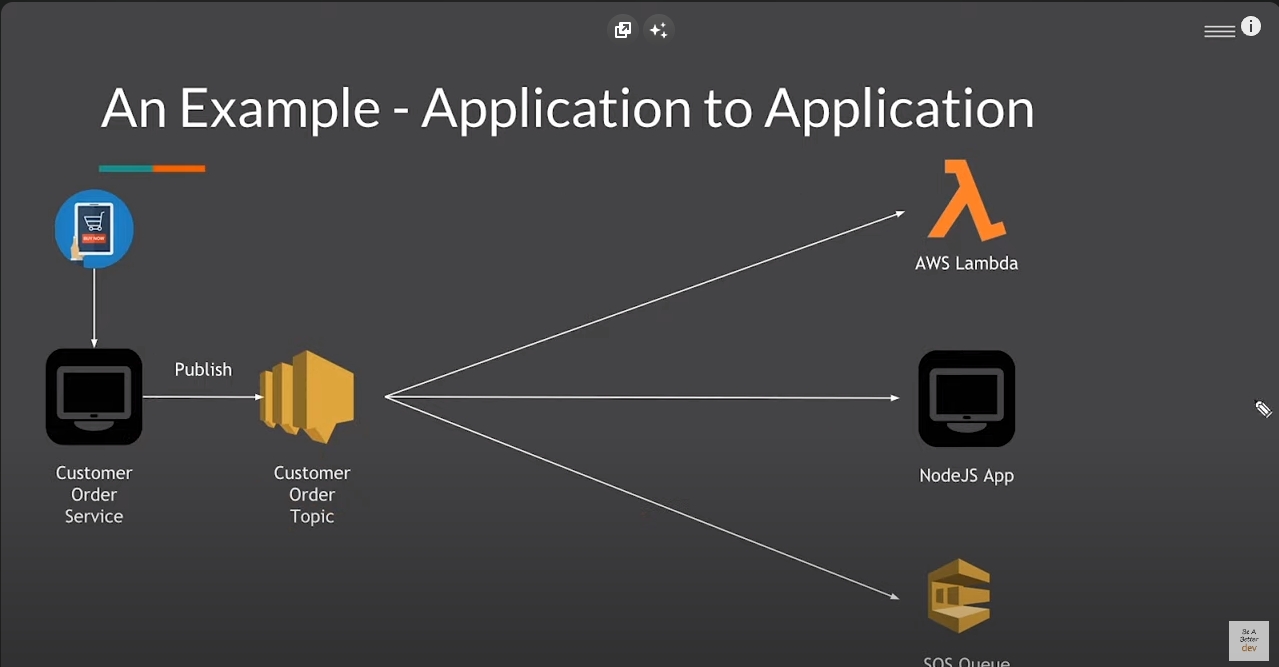 An Example - Application to Application
BUY NOW
AWS Lambda
Publish
Customer
Order
Service
Customer
Order
Topic
NodeJS App
SQS Queue
Be A
Better
dev